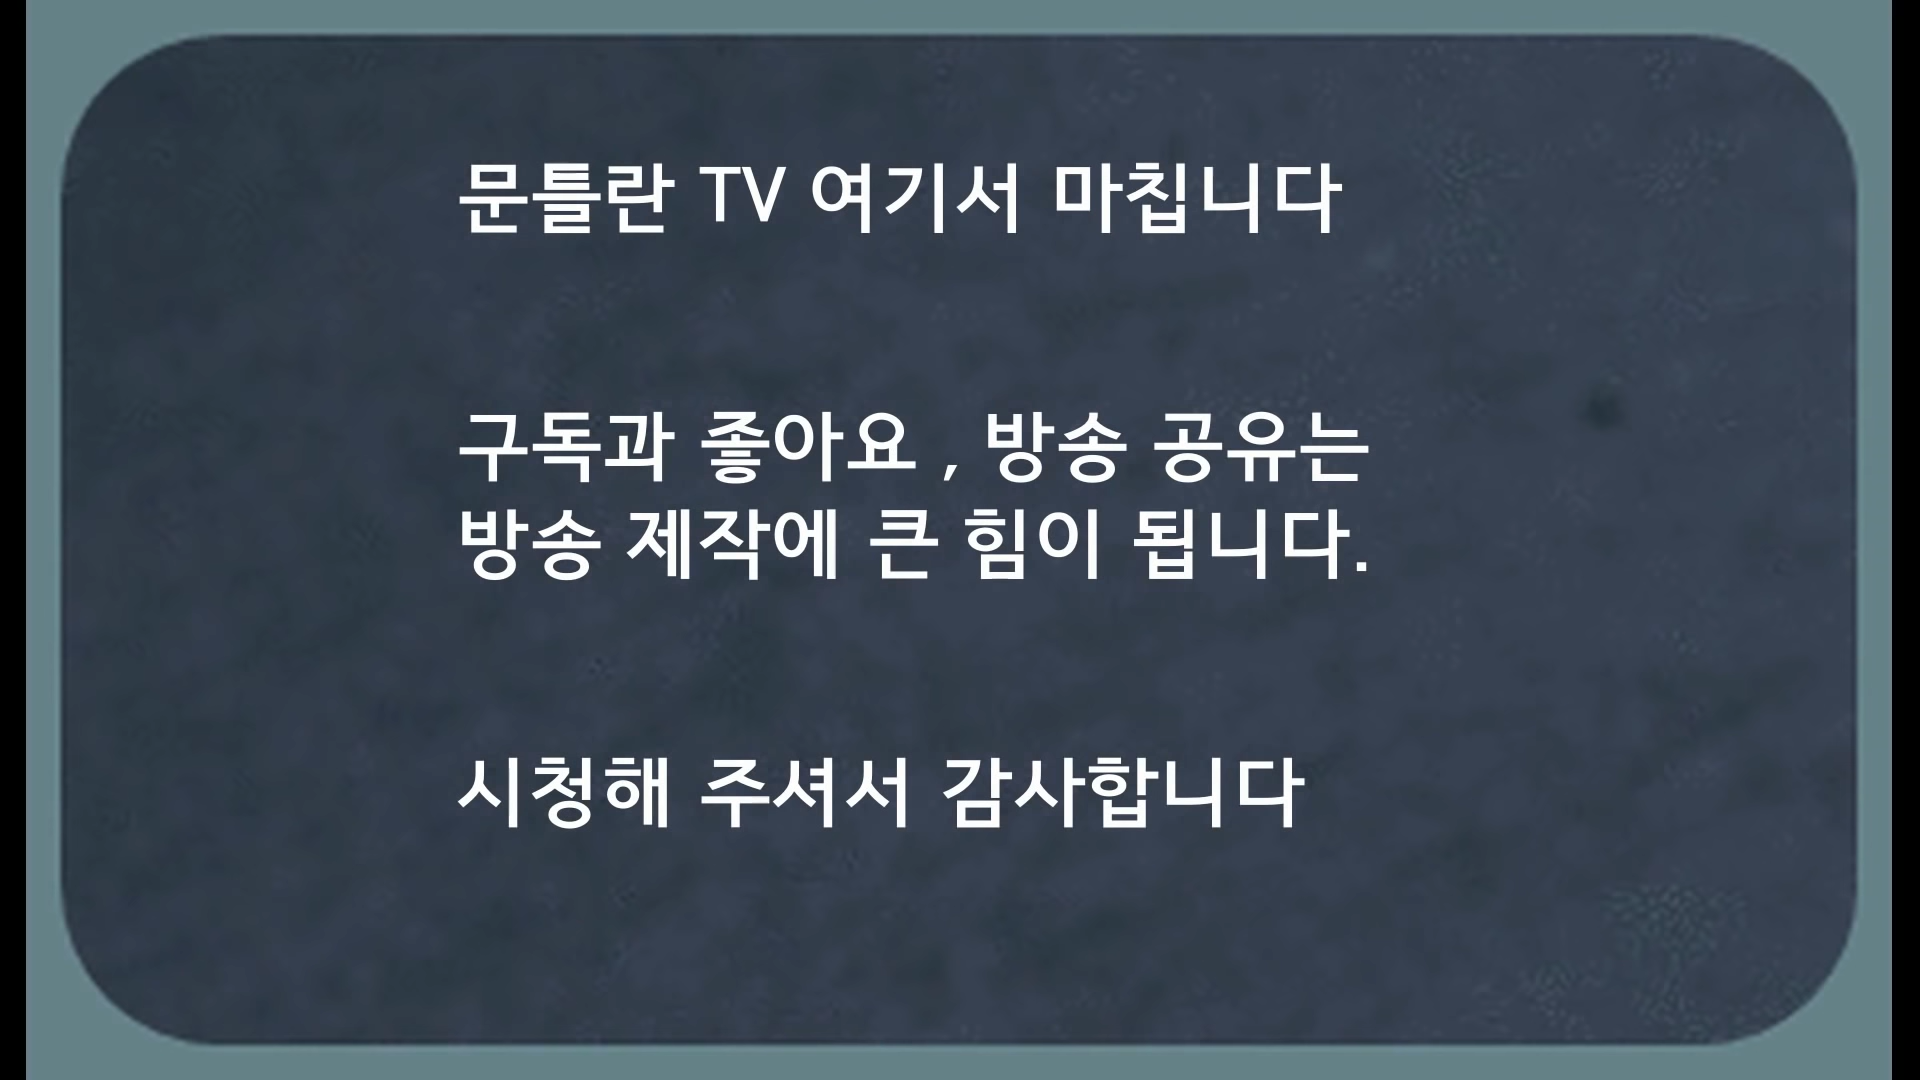 문틀란 TV 여기서 마칩니다
구독과 좋아요 , 방송 공유는
방송 제작에 큰 힘이 됩니다.
시청해 주셔서 감사합니다